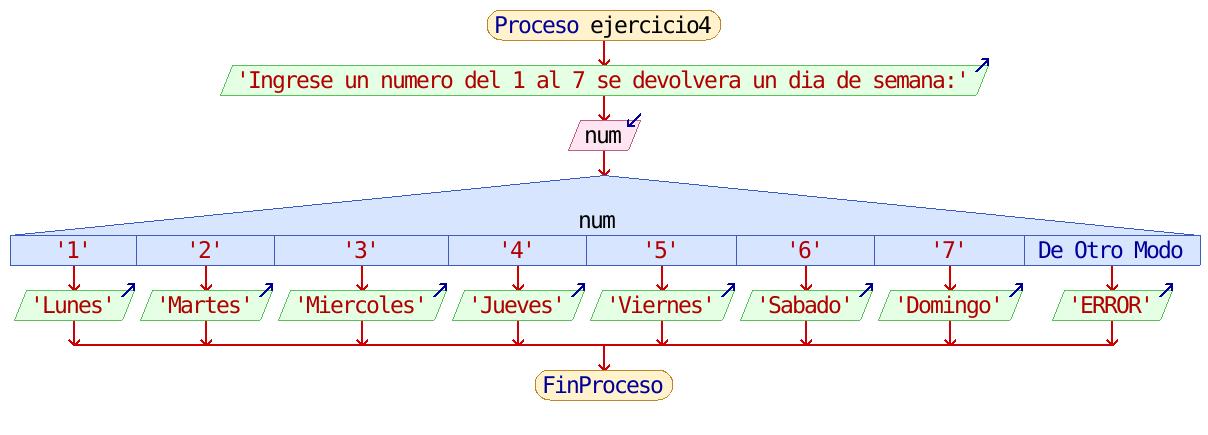 Proceso ejercicio4
'Ingrese un numero del 1 al 7 se devolvera un dia de semana:'
num
num
'1' '2' '3' '4' '5' '6' '7' De Otro Modo
'Lunes' 'Martes' 'Miercoles' 'Jueves' 'Viernes' 'Sabado' 'Domingo' 'ERROR'
FinProceso